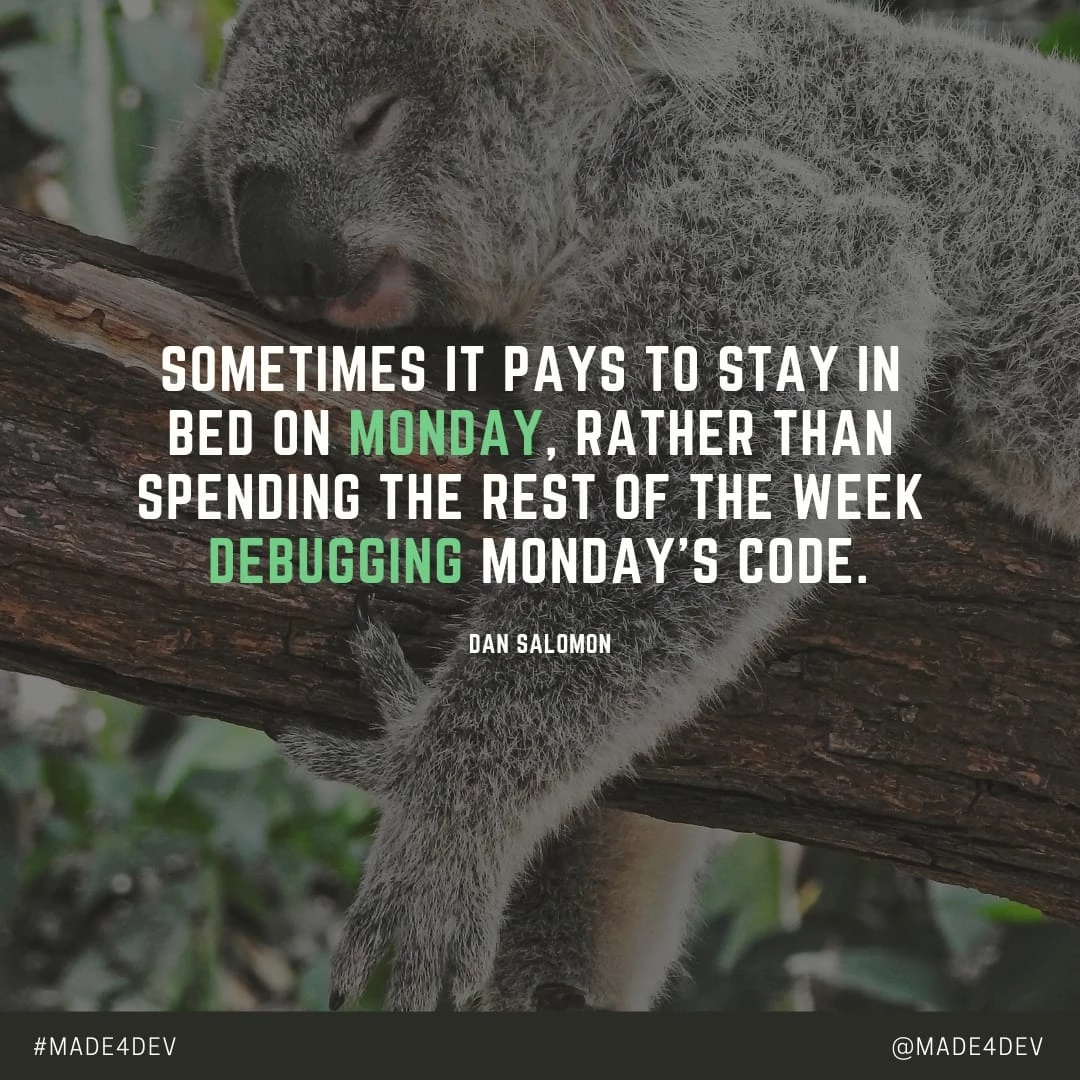 SOMETIMES IT PAYS TO STAY IN
BED ON MONDAY, RATHER THAN
SPENDING THE REST OF THE WEEK
DEBUGGING MONDAY'S CODE.
DAN SALOMON
#MADE4DEV
@MADE4DEV